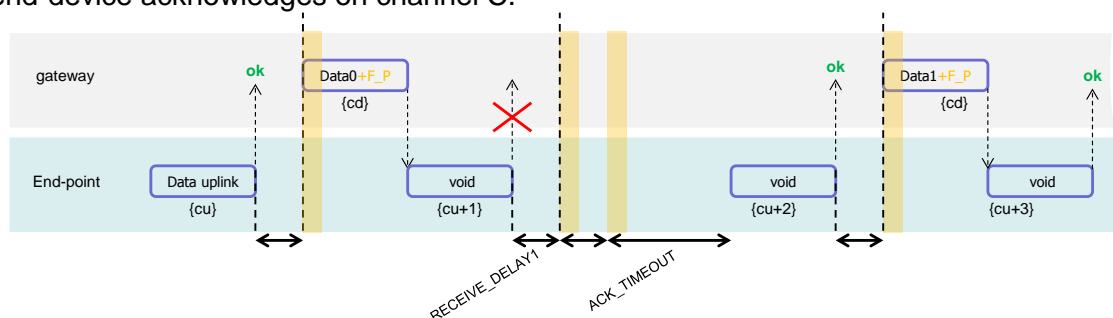 end-device acknowledges on channel C.
gateway
ok
Data0+F_P
{cd}
ok
Data1+F_P
{cd}
ok
End-point
Data uplink
{cu}
void
{cu+1}
void
{cu+2}
void
{cu+3}
RECEIVE_DELAY1
ACK_TIMEOUT